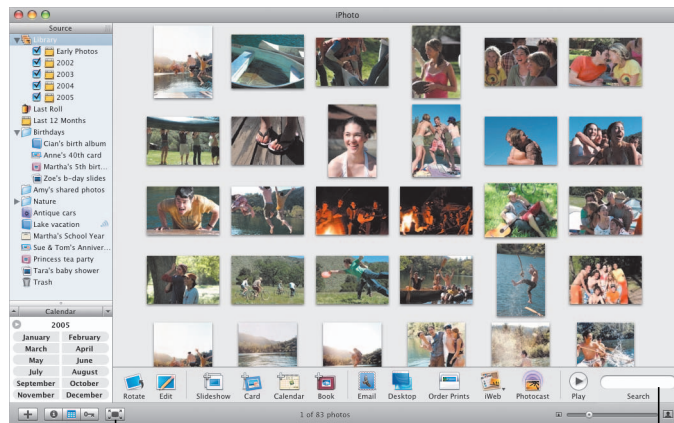 iPhoto
Source
Library
Early Photos
2002
2003
2004
2005
Last Roll
Last 12 Months
Birthdays
Cian's birth album
Anne's 40th card
Martha's 5th birt...
Zoe's b-day slides
Amy's shared photos
Nature
Antique cars
Lake vacation
Martha's School Year
Sue & Tom's Anniver...
Princess tea party
Tara's baby shower
Trash
Calendar
2005
January February
March April
May June
July August
September October
November December
Rotate Edit Slideshow Card Calendar Book Email Desktop Order Prints iWeb Photocast Play Search
1 of 83 photos